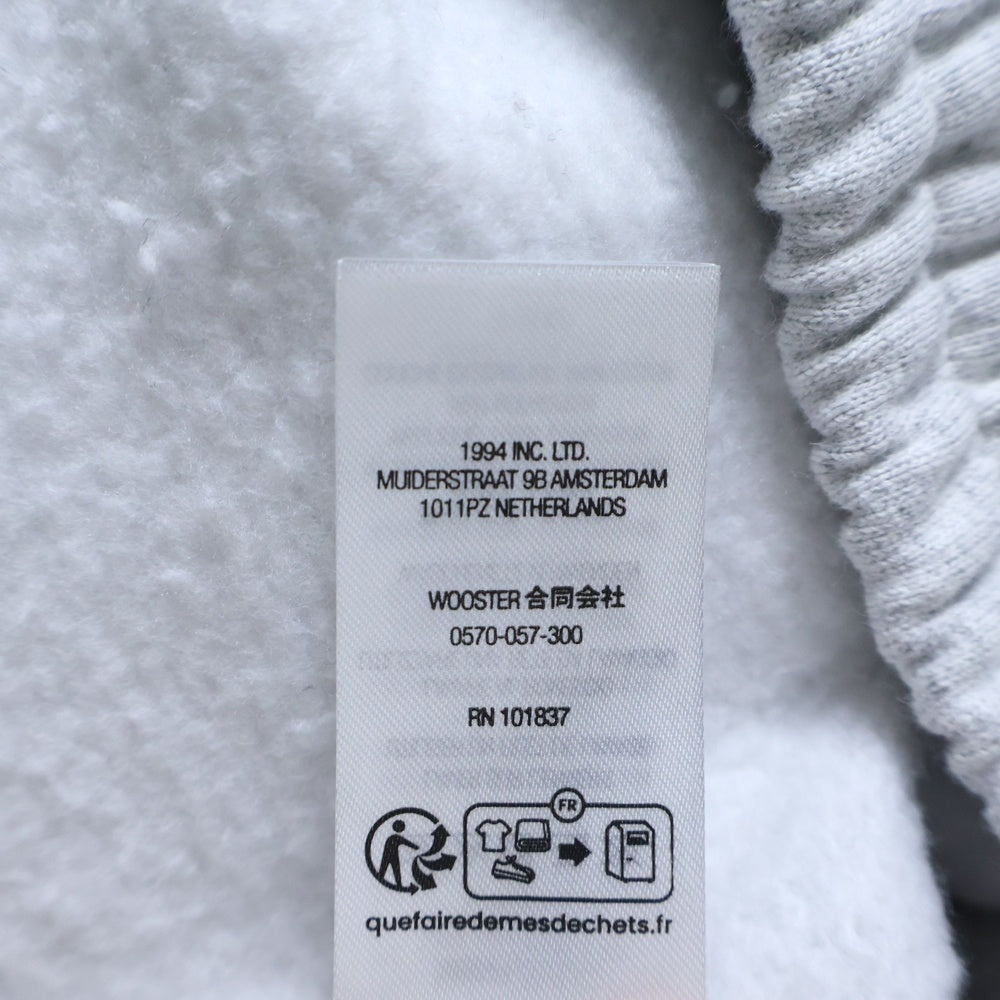 1994 INC. LTD.
MUIDERSTRAAT 9B AMSTERDAM
1011PZ NETHERLANDS
WOOSTER 合同会社
0570-057-300
RN 101837
FR
quefairedemesdechets.fr